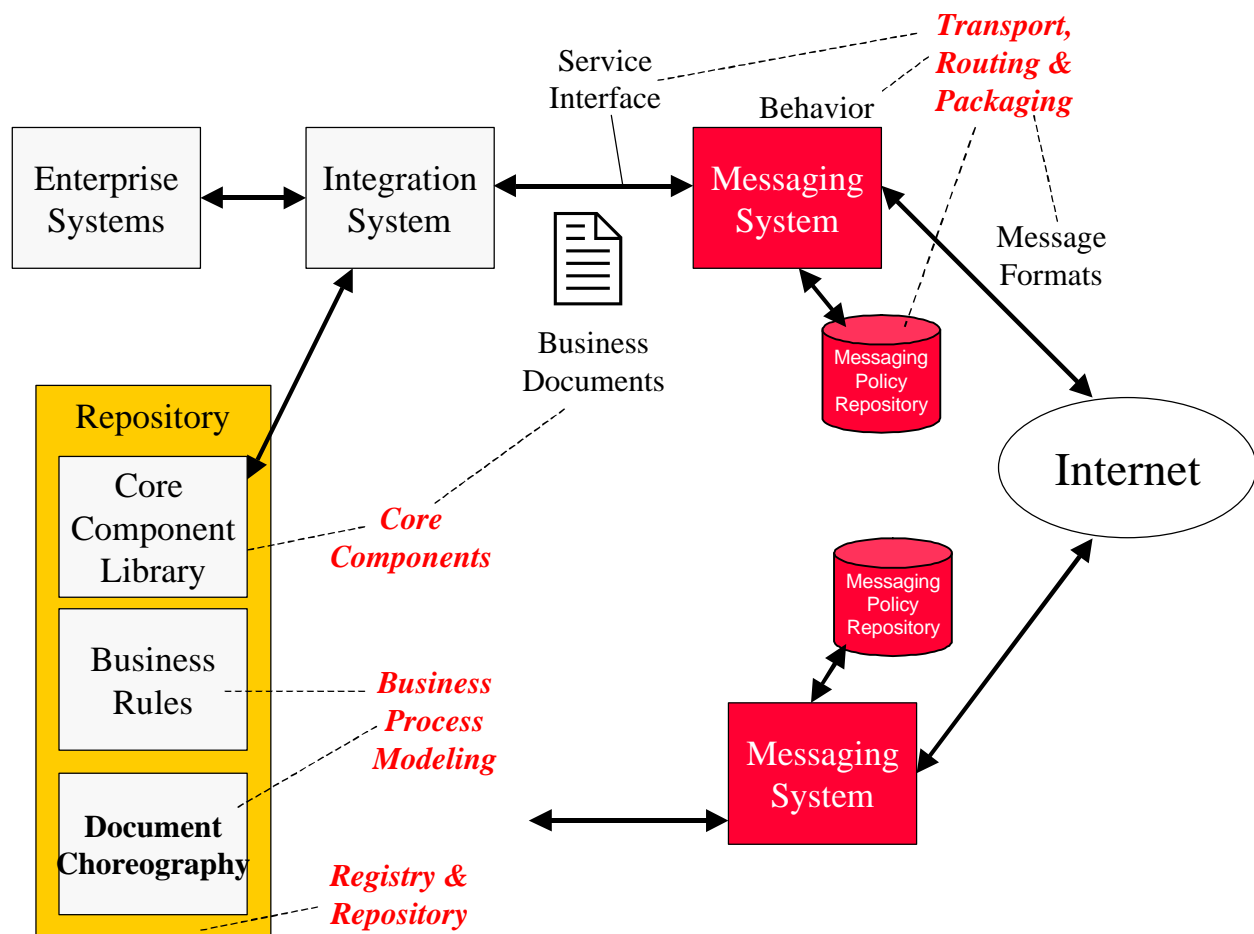 Transport,
Routing &
Packaging
Service
Interface
Behavior
Enterprise
Systems
Integration
System
Messaging
System
Message
Formats
Business
Documents
Messaging
Policy
Repository
Repository
Core
Component
Library
Internet
Core
Components
Messaging
Policy
Repository
Business
Rules
Business
Process
Modeling
Messaging
System
Document
Choreography
Registry &
Repository